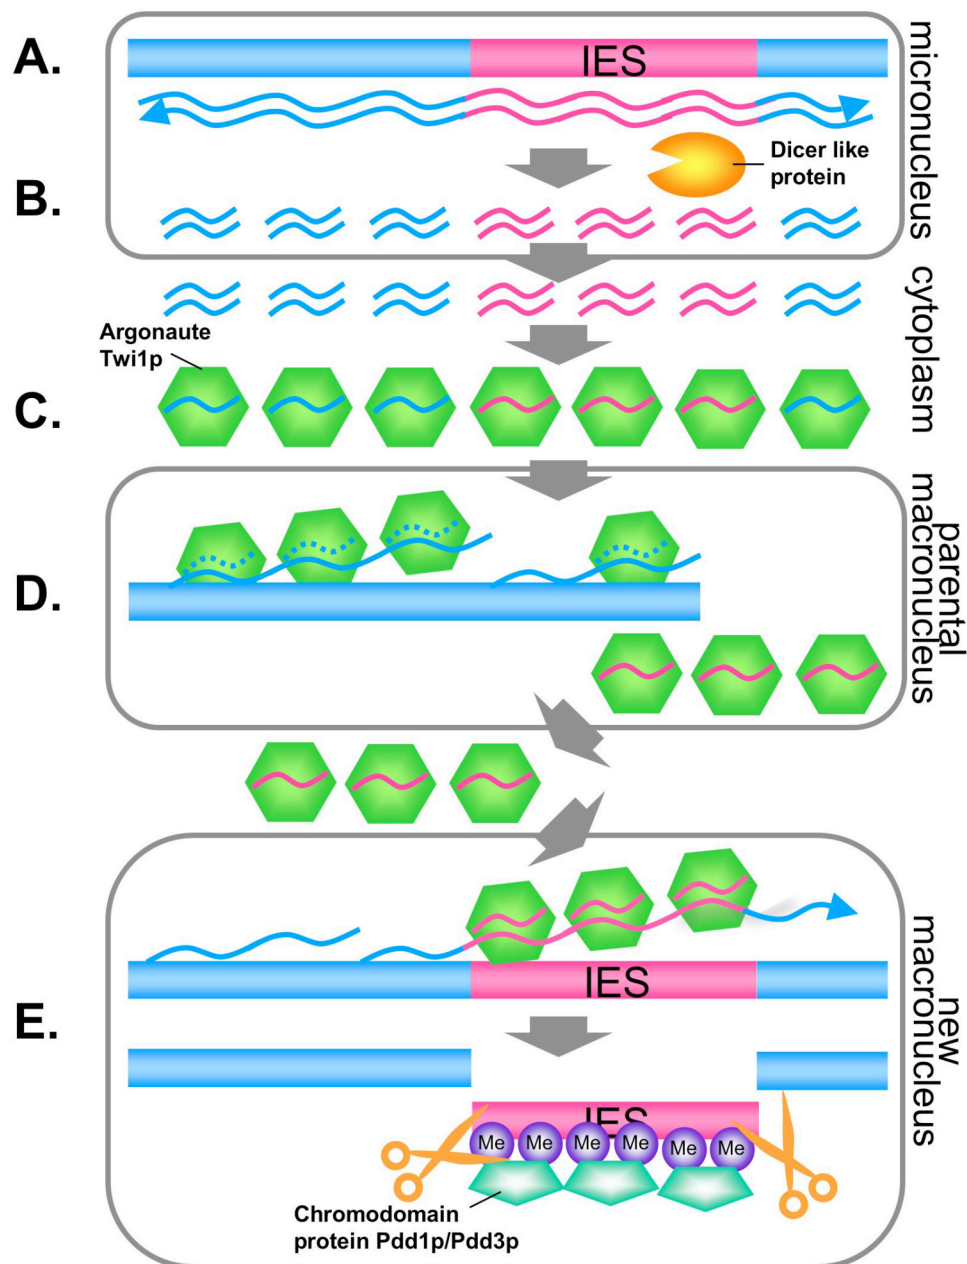 A.
IES
micronucleus
Dicer like
protein
B.
cytoplasm
Argonaute
Twi1p
C.
D.
parental
macronucleus
E.
IES
new
macronucleus
IES
Me Me Me Me Me Me
Chromodomain
protein Pdd1p/Pdd3p